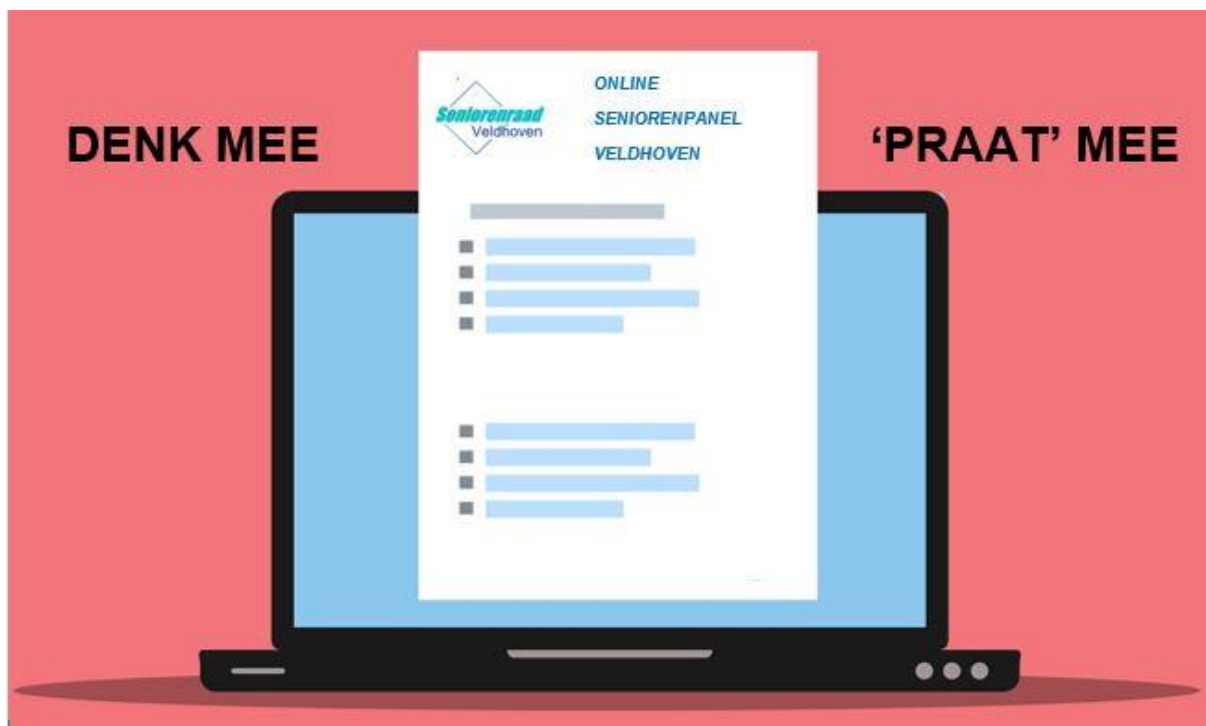 DENK MEE
Seniorenraad
Veldhoven
ONLINE
SENIORENPANEL
VELDHOVEN
‘PRAAT’ MEE